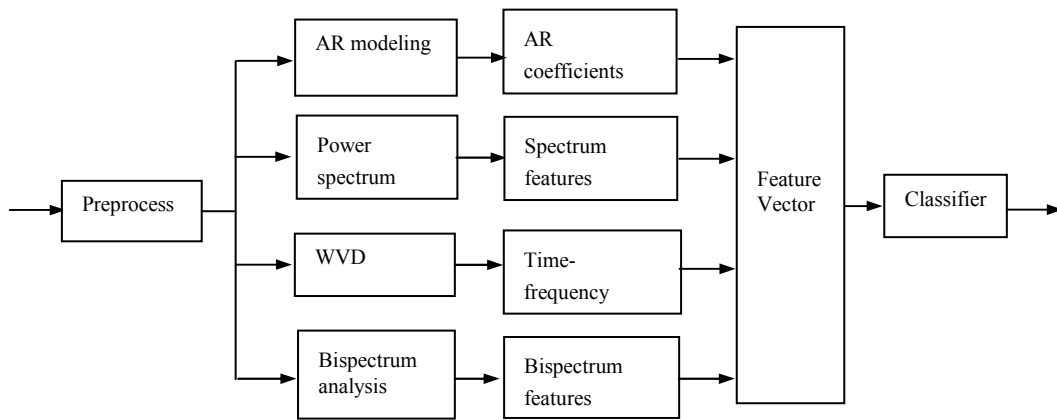 AR modeling
AR
coefficients
Power
spectrum
Spectrum
features
Preprocess
Feature
Vector
Classifier
WVD
Time-
frequency
Bispectrum
analysis
Bispectrum
features